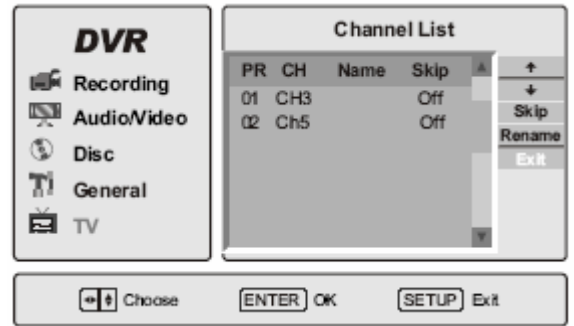 DVR
Recording
Audio/Video
Disc
General
TV
Channel List
PR CH Name Skip
01 CH3 Off
02 Ch5 Off
Skip
Rename
Exit
Choose ENTER OK SETUP Exit